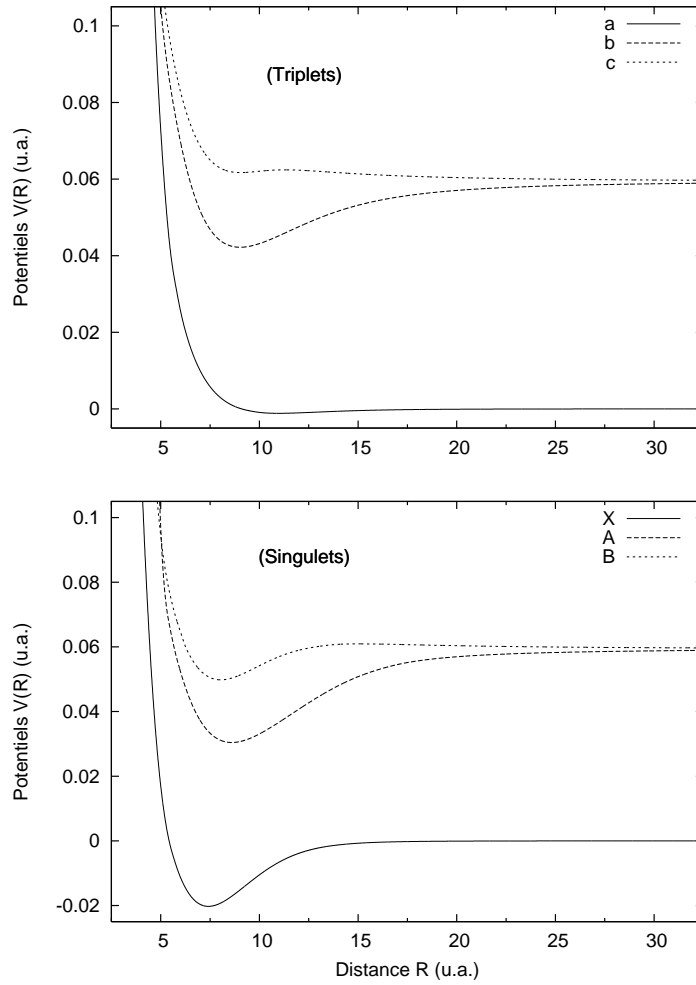 0.1
0.08
0.06
0.04
0.02
0
Potentiels V(R) (u.a.)
(Triplets)
a
b
c
5
10
15
20
25
30
0.1
0.08
0.06
0.04
0.02
0
-0.02
Potentiels V(R) (u.a.)
(Singulets)
X
A
B
5
10
15
20
25
30
Distance R (u.a.)